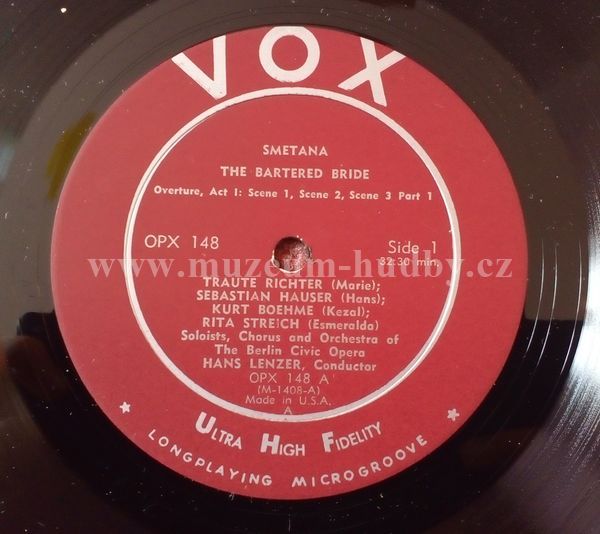 VOX
SMETANA
THE BARTERED BRIDE
Overture, Act I: Scene 1, Scene 2, Scene 3 Part 1
OPX 148
Side 1
32:30 min.
www.muzeum-hudby.cz
TRAUTE RICHTER (Marie);
SEBASTIAN HAUSER (Hans);
KURT BOEHME (Kezal);
RITA STREICH (Esmeralda)
Soloists, Chorus and Orchestra of
The Berlin Civic Opera
HANS LENZER, Conductor
OPX 148 A
(M-1408-A)
Made in U.S.A.
A
ULTRA HIGH FIDELITY
LONGPLAYING MICROGROOVE